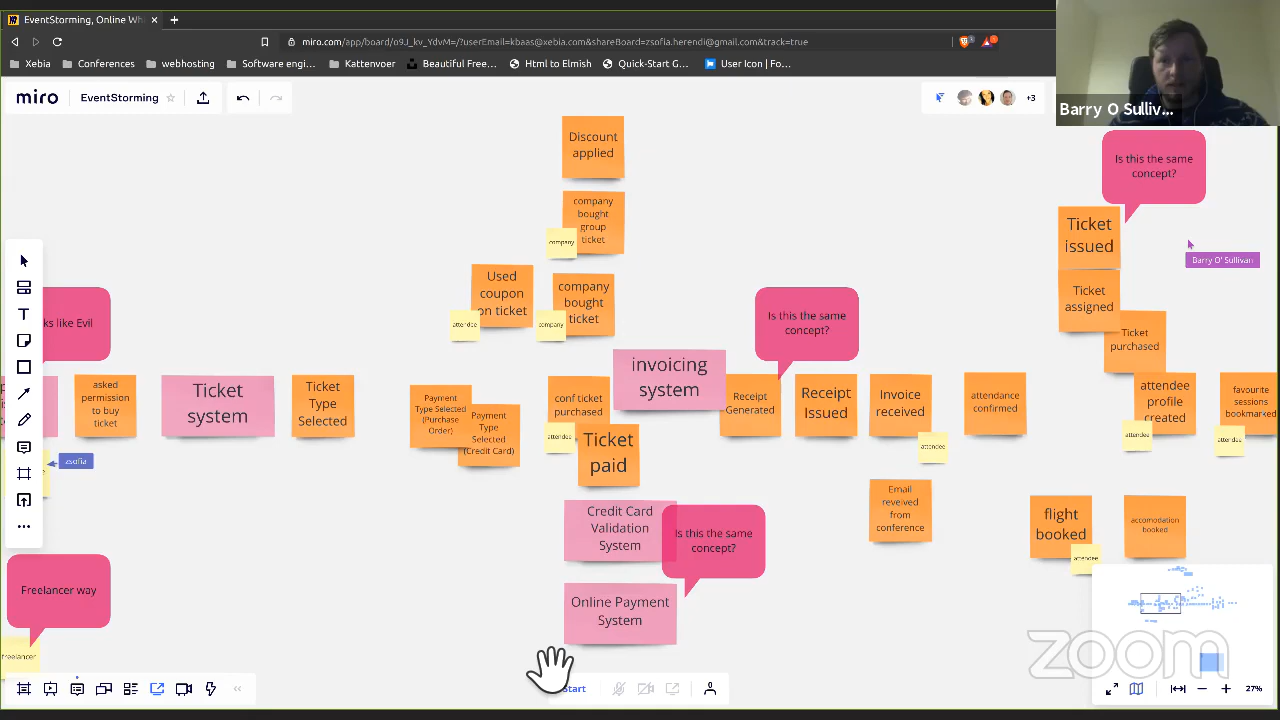 EventStorming, Online Whi
miro.com/app/board/o9J_kv_YdvM=/?userEmail=kbaas@xebia.com&shareBoard=zsofia.herendi@gmail.com&track=true
Xebia
Conferences
webhosting
Software engi...
Kattenvoer
Beautiful Free...
Html to Elmish
Quick-Start G...
User Icon | Fo...
miro
EventStorming
+3
Barry O Sulliv...
Discount
applied
company
bought
group
ticket
company
Used
coupon
on ticket
attendee
company
bought
ticket
company
Is this the same
concept?
Ticket
issued
Ticket
assigned
Ticket
purchased
Barry O' Sullivan
ks like Evil
Is this the same
concept?
asked
permission
to buy
ticket
Ticket
system
Ticket
Type
Selected
Payment
Type Selected
(Purchase
Order)
Payment
Type
Selected
(Credit Card)
conf ticket
purchased
attendee
Ticket
paid
invoicing
system
Receipt
Generated
Receipt
Issued
Invoice
received
attendee
attendance
confirmed
attendee
profile
created
attendee
favourite
sessions
bookmarked
attendee
zsofia
Credit Card
Validation
System
Is this the same
concept?
Email
reveived
from
conference
flight
booked
attendee
accomodation
booked
Online Payment
System
Freelancer way
freelancer
Start
zoom
27%